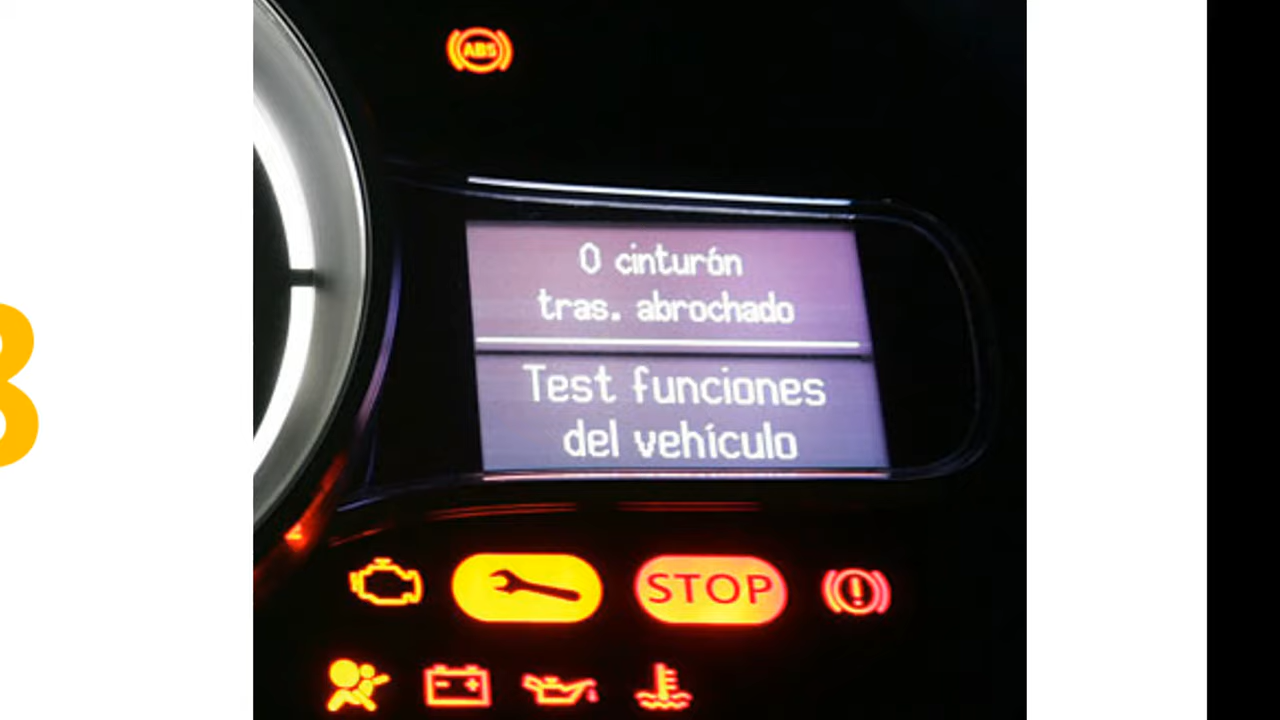 ABS
0 cinturón
tras. abrochado
Test funciones
del vehículo
STOP